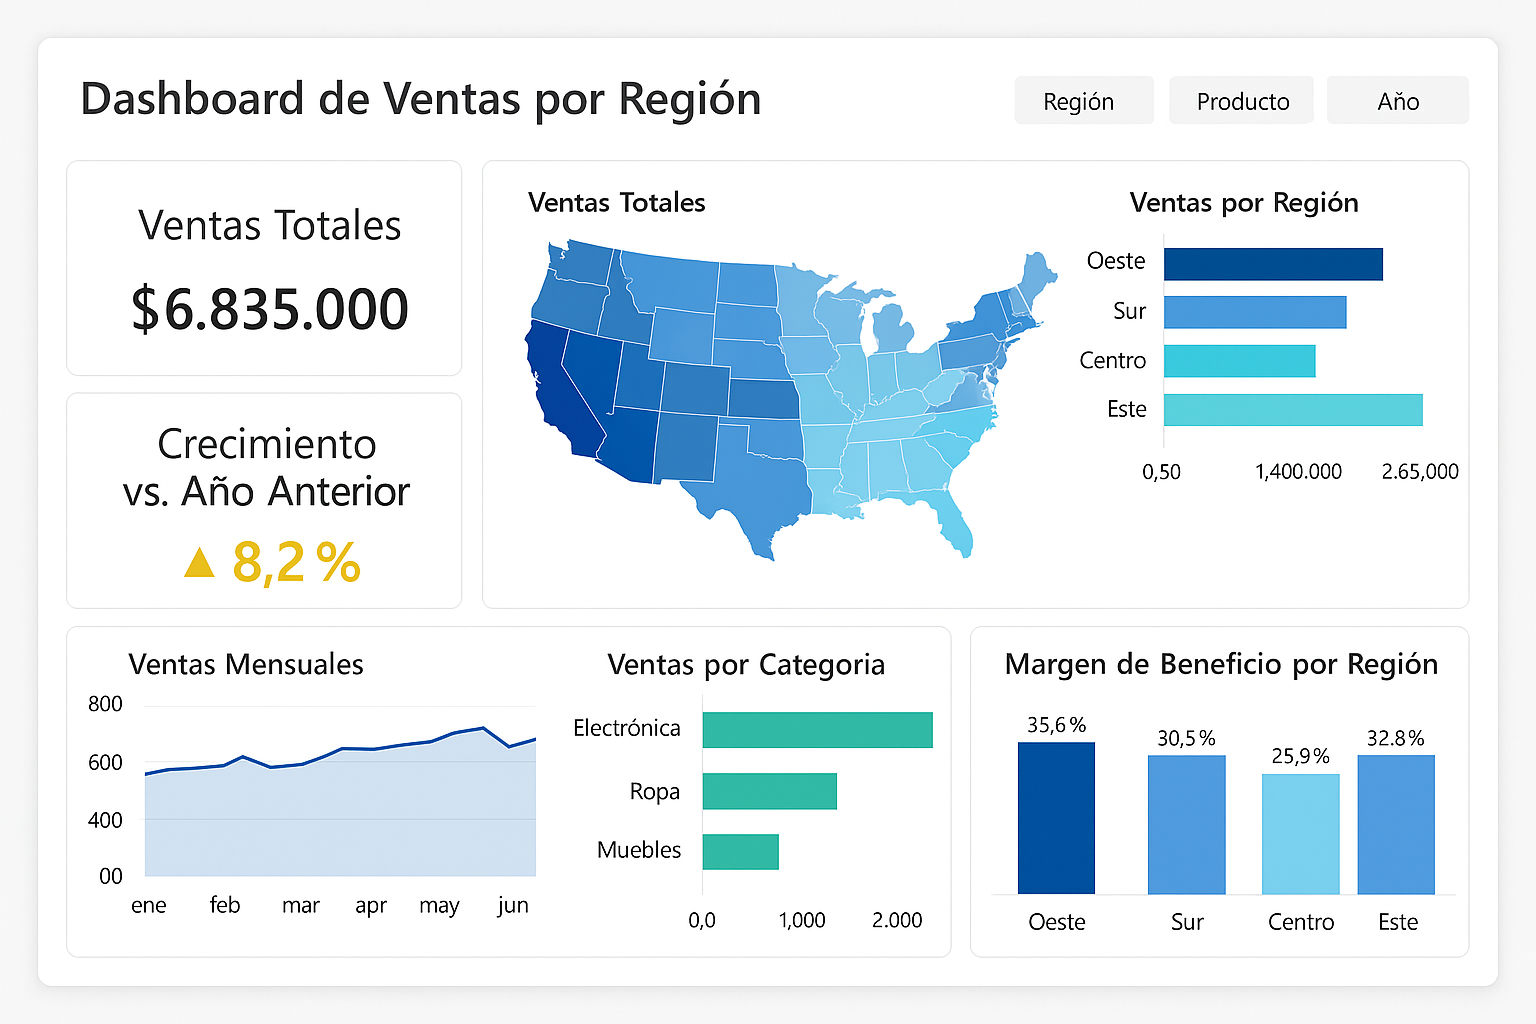 Dashboard de Ventas por Región
Región
Producto
Año
Ventas Totales
$6.835.000
Crecimiento
vs. Año Anterior
▲ 8,2 %
Ventas Totales
Ventas por Región
Oeste
Sur
Centro
Este
0,50
1,400.000
2.65,000
Ventas Mensuales
800
600
400
00
ene
feb
mar
apr
may
jun
Ventas por Categoria
Electrónica
Ropa
Muebles
0,0
1,000
2.000
Margen de Beneficio por Región
35,6 %
30,5 %
25,9 %
32.8 %
Oeste
Sur
Centro
Este